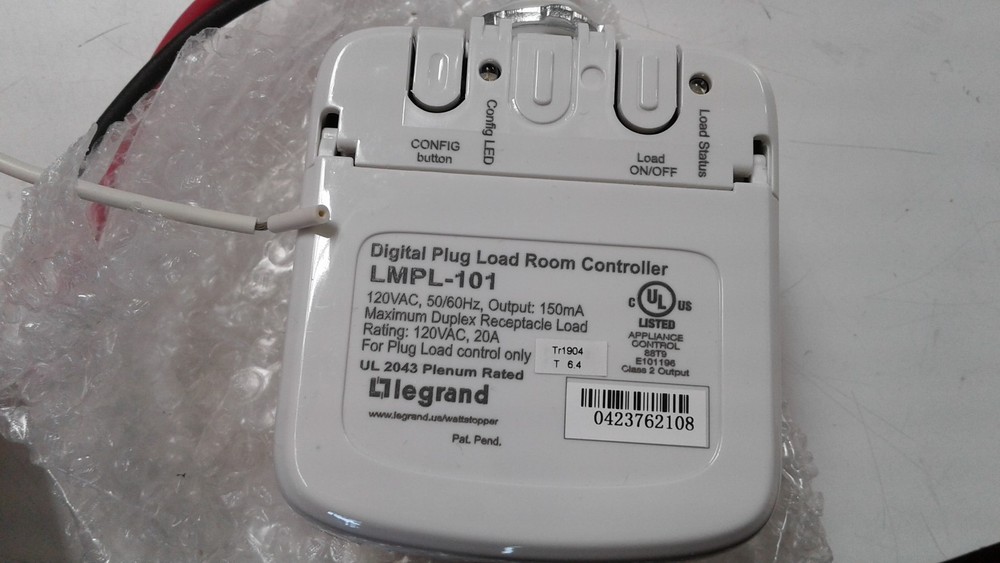 CONFIG
button
Config LED
Load
ON/OFF
Load Status
Digital Plug Load Room Controller
LMPL-101
120VAC, 50/60Hz, Output: 150mA
Maximum Duplex Receptacle Load
Rating: 120VAC, 20A
For Plug Load control only
UL 2043 Plenum Rated
legrand
www.legrand.us/wattstopper
Pat. Pend.
Tr1904
T 6.4
C UL US
LISTED
APPLIANCE
CONTROL
88T9
E101196
Class 2 Output
0423762108